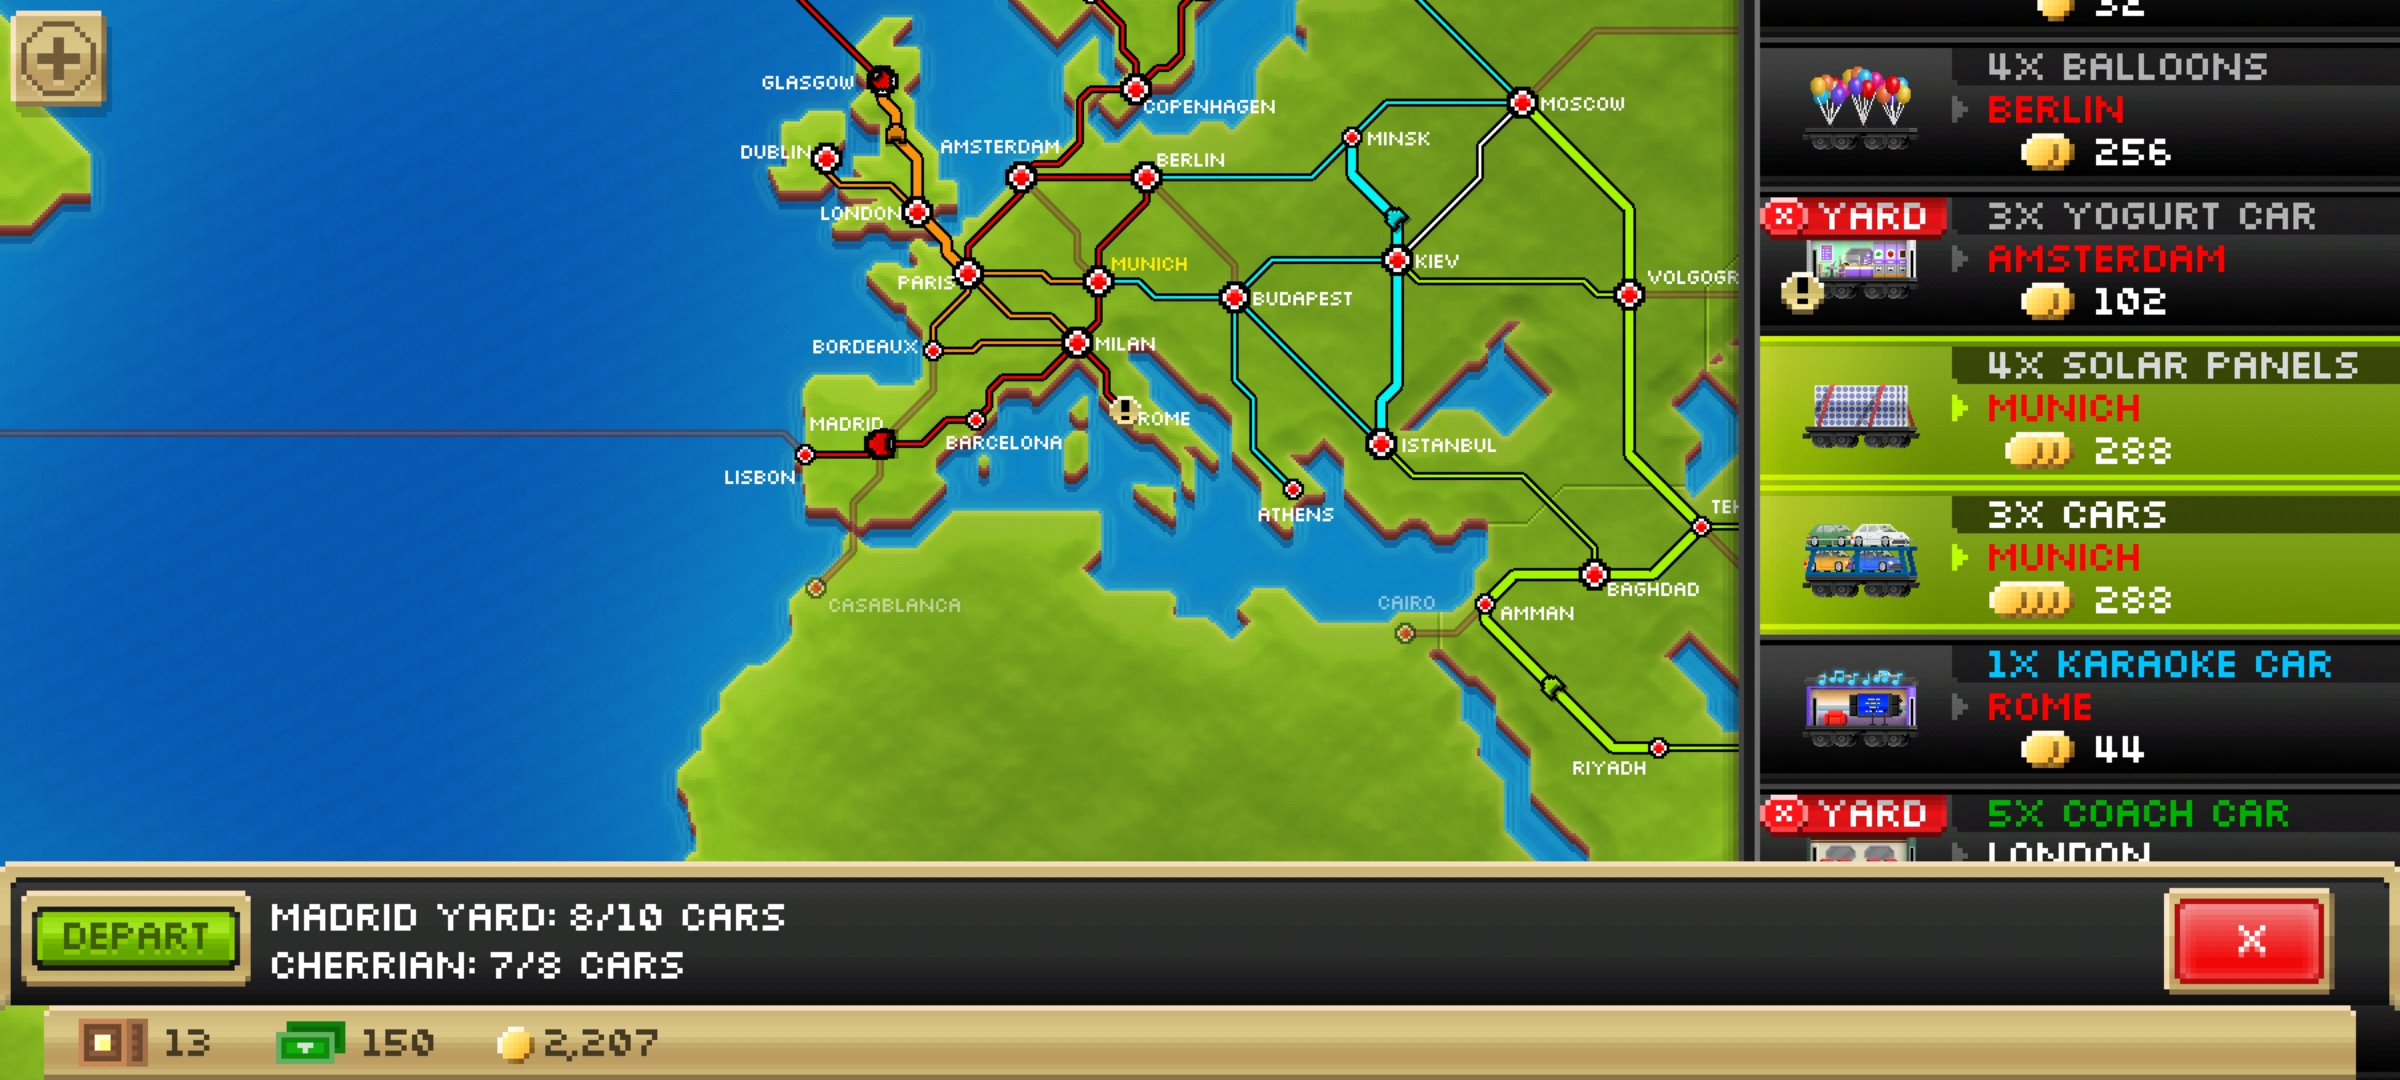 GLASGOW
COPENHAGEN
MOSCOW
DUBLIN
AMSTERDAM
BERLIN
MINSK
LONDON
PARIS
MUNICH
BUDAPEST
KIEV
VOLGOGR
BORDEAUX
MILAN
MADRID
BARCELONA
ROME
LISBON
ISTANBUL
ATHENS
TEH
CASABLANCA
CAIRO
AMMAN
BAGHDAD
RIYADH
32
4X BALLOONS
BERLIN
256
YARD
3X YOGURT CAR
AMSTERDAM
102
4X SOLAR PANELS
MUNICH
288
3X CARS
MUNICH
288
1X KARAOKE CAR
ROME
44
YARD
5X COACH CAR
LONDON
DEPART
MADRID YARD: 8/10 CARS
CHERRIAN: 7/8 CARS
X
13
150
2,207